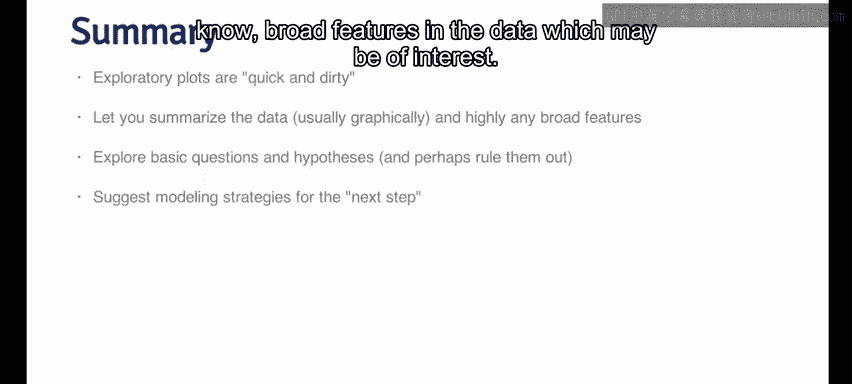 know, broad features in the data which may
be of interest.
Summary
· Exploratory plots are "quick and dirty"
· Let you summarize the data (usually graphically) and highly any broad features
· Explore basic questions and hypotheses (and perhaps rule them out)
· Suggest modeling strategies for the "next step"